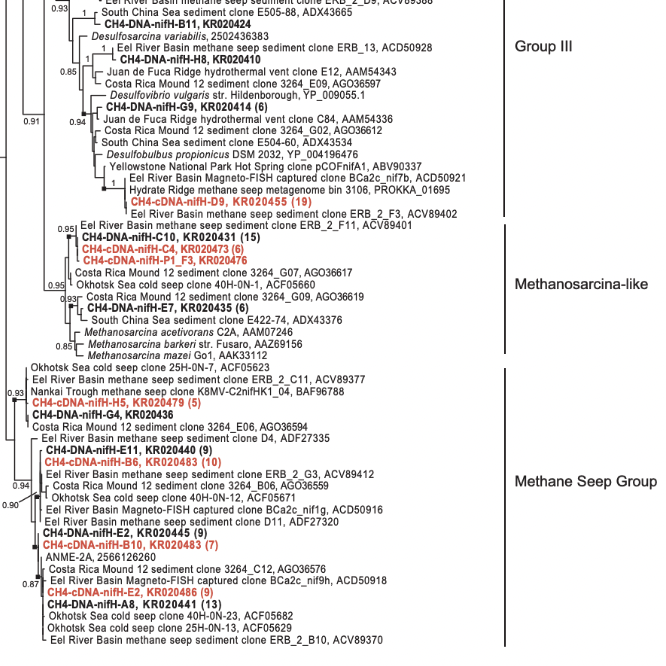 Eel River Basin methane seep sediment clone ERB_2_D9, ACV89388
0.93
1
South China Sea sediment clone E505-88, ADX43665
CH4-DNA-nifH-B11, KR020424
Desulfosarcina variabilis, 2502436383
1
Eel River Basin methane seep sediment clone ERB_13, ACD50928
1
CH4-DNA-nifH-H8, KR020410
Group III
0.85
Juan de Fuca Ridge hydrothermal vent clone E12, AAM54343
Costa Rica Mound 12 sediment clone 3264_E09, AGO36597
Desulfovibrio vulgaris str. Hildenborough, YP_009055.1
CH4-DNA-nifH-G9, KR020414 (6)
0.91
0.94
Juan de Fuca Ridge hydrothermal vent clone C84, AAM54336
Costa Rica Mound 12 sediment clone 3264_G02, AGO36612
South China Sea sediment clone E504-60, ADX43534
Desulfobulbus propionicus DSM 2032, YP_004196476
Yellowstone National Park Hot Spring clone pCOFnifA1, ABV90337
Eel River Basin Magneto-FISH captured clone BCa2c_nif7b, ACD50921
1
Hydrate Ridge methane seep metagenome bin 3106, PROKKA_01695
CH4-cDNA-nifH-D9, KR020455 (19)
Eel River Basin methane seep sediment clone ERB_2_F3, ACV89402
Eel River Basin methane seep sediment clone ERB_2_F11, ACV89401
0.95
CH4-DNA-nifH-C10, KR020431 (15)
CH4-cDNA-nifH-C4, KR020473 (6)
CH4-cDNA-nifH-P1_F3, KR020476
Costa Rica Mound 12 sediment clone 3264_G07, AGO36617
0.95
Okhotsk Sea cold seep clone 40H-0N-1, ACF05660
Methanosarcina-like
0.93
Costa Rica Mound 12 sediment clone 3264_G09, AGO36619
CH4-DNA-nifH-E7, KR020435 (6)
South China Sea sediment clone E422-74, ADX43376
Methanosarcina acetivorans C2A, AAM07246
0.85
Methanosarcina barkeri str. Fusaro, AAZ69156
Methanosarcina mazei Go1, AAK33112
Okhotsk Sea cold seep clone 25H-0N-7, ACF05623
Eel River Basin methane seep sediment clone ERB_2_C11, ACV89377
0.93
Nankai Trough methane seep sediment clone K8MV-C2nifHK1_04, BAF96788
CH4-cDNA-nifH-H5, KR020479 (5)
CH4-DNA-nifH-G4, KR020436
Costa Rica Mound 12 sediment clone 3264_E06, AGO36594
Eel River Basin methane seep sediment clone D4, ADF27335
CH4-DNA-nifH-E11, KR020440 (9)
CH4-cDNA-nifH-B6, KR020483 (10)
Eel River Basin methane seep sediment clone ERB_2_G3, ACV89412
Methane Seep Group
0.94
Costa Rica Mound 12 sediment clone 3264_B06, AGO36559
0.90
Okhotsk Sea cold seep clone 40H-0N-12, ACF05671
Eel River Basin Magneto-FISH captured clone BCa2c_nif1g, ACD50916
Eel River Basin methane seep sediment clone D11, ADF27320
CH4-DNA-nifH-E2, KR020445 (9)
CH4-cDNA-nifH-B10, KR020483 (7)
ANME-2A, 2566126260
Costa Rica Mound 12 sediment clone 3264_C12, AGO36576
0.87
Eel River Basin Magneto-FISH captured clone BCa2c_nif9h, ACD50918
CH4-cDNA-nifH-E2, KR020486 (9)
CH4-DNA-nifH-A8, KR020441 (13)
Okhotsk Sea cold seep clone 40H-0N-23, ACF05682
Okhotsk Sea cold seep clone 25H-0N-13, ACF05629
Eel River Basin methane seep sediment clone ERB_2_B10, ACV89370